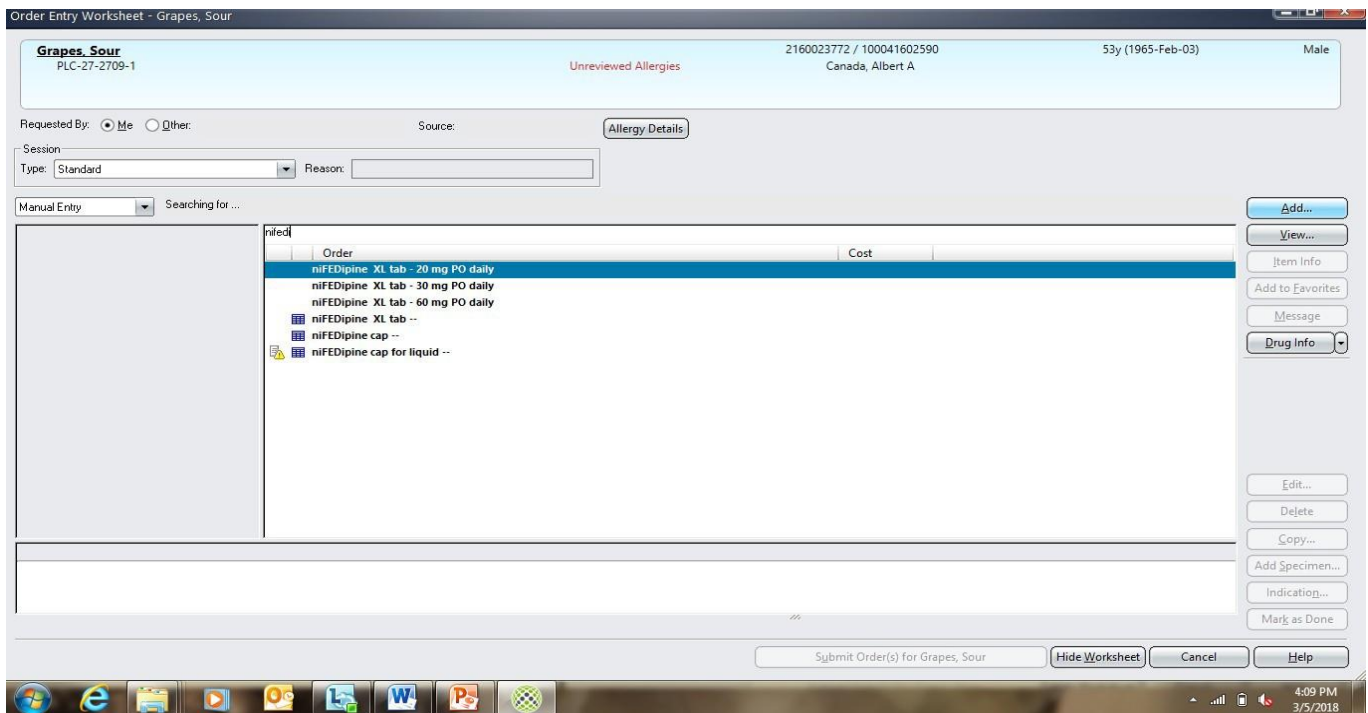 Order Entry Worksheet - Grapes, Sour
Grapes, Sour 2160023772 / 100041602590 53y (1965-Feb-03) Male
PLC-27-2709-1 Unreviewed Allergies Canada, Albert A
Requested By: Me Other: Source: Allergy Details
Session
Type: Standard Reason:
Manual Entry Searching for ... Add...
nifedi View...
Order Cost Item Info
niFEDipine XL tab - 20 mg PO daily
niFEDipine XL tab - 30 mg PO daily Add to Favorites
niFEDipine XL tab - 60 mg PO daily
niFEDipine XL tab -- Message
niFEDipine cap --
niFEDipine cap for liquid -- Drug Info
Edit...
Delete
Copy...
Add Specimen...
Indication...
Mark as Done
Submit Order(s) for Grapes, Sour Hide Worksheet Cancel Help
4:09 PM
3/5/2018